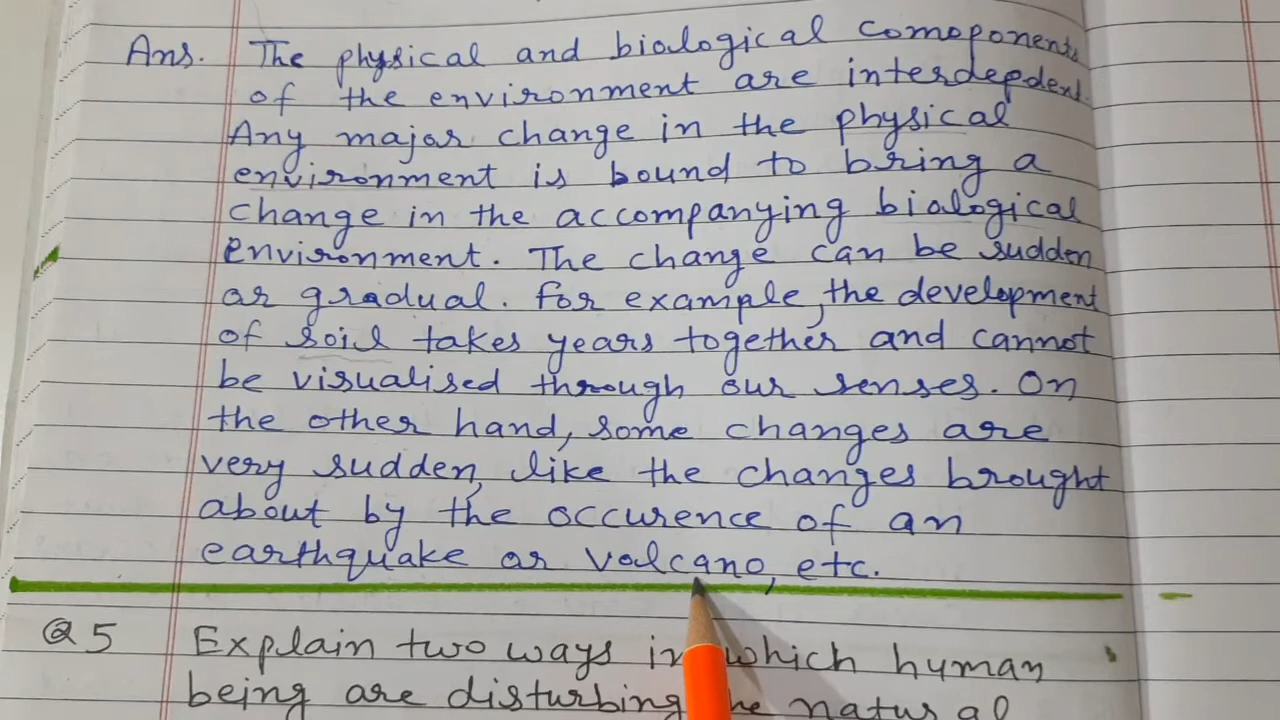 Ans. The physical and biological comoponents
of the environment are interdepdent.
Any major change in the physical
environment is bound to bring a
change in the accompanying biological
environment. The change can be sudden
or gradual. For example, the development
of soil takes years together and cannot
be visualised through our senses. On
the other hand, some changes are
very sudden, like the changes brought
about by the occurence of an
earthquake or volcano, etc.
Q5 Explain two ways in which human
being are disturbing the natural